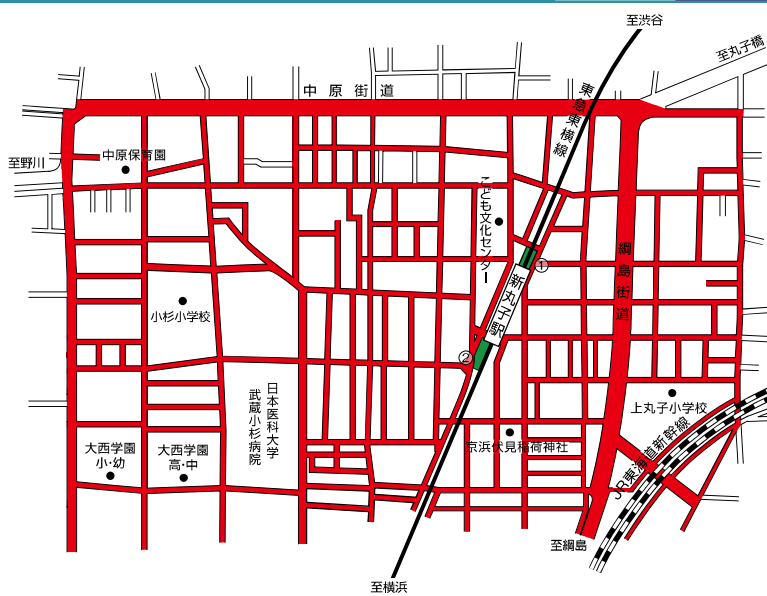 至渋谷
至丸子橋
中原街道
東急東横線
至野川
中原保育園
こども文化センター
①
綱島街道
新丸子駅
小杉小学校
②
日本医科大学
武蔵小杉病院
上丸子小学校
JR東海道新幹線
京浜伏見稲荷神社
大西学園
小・幼
大西学園
高・中
至綱島
至横浜